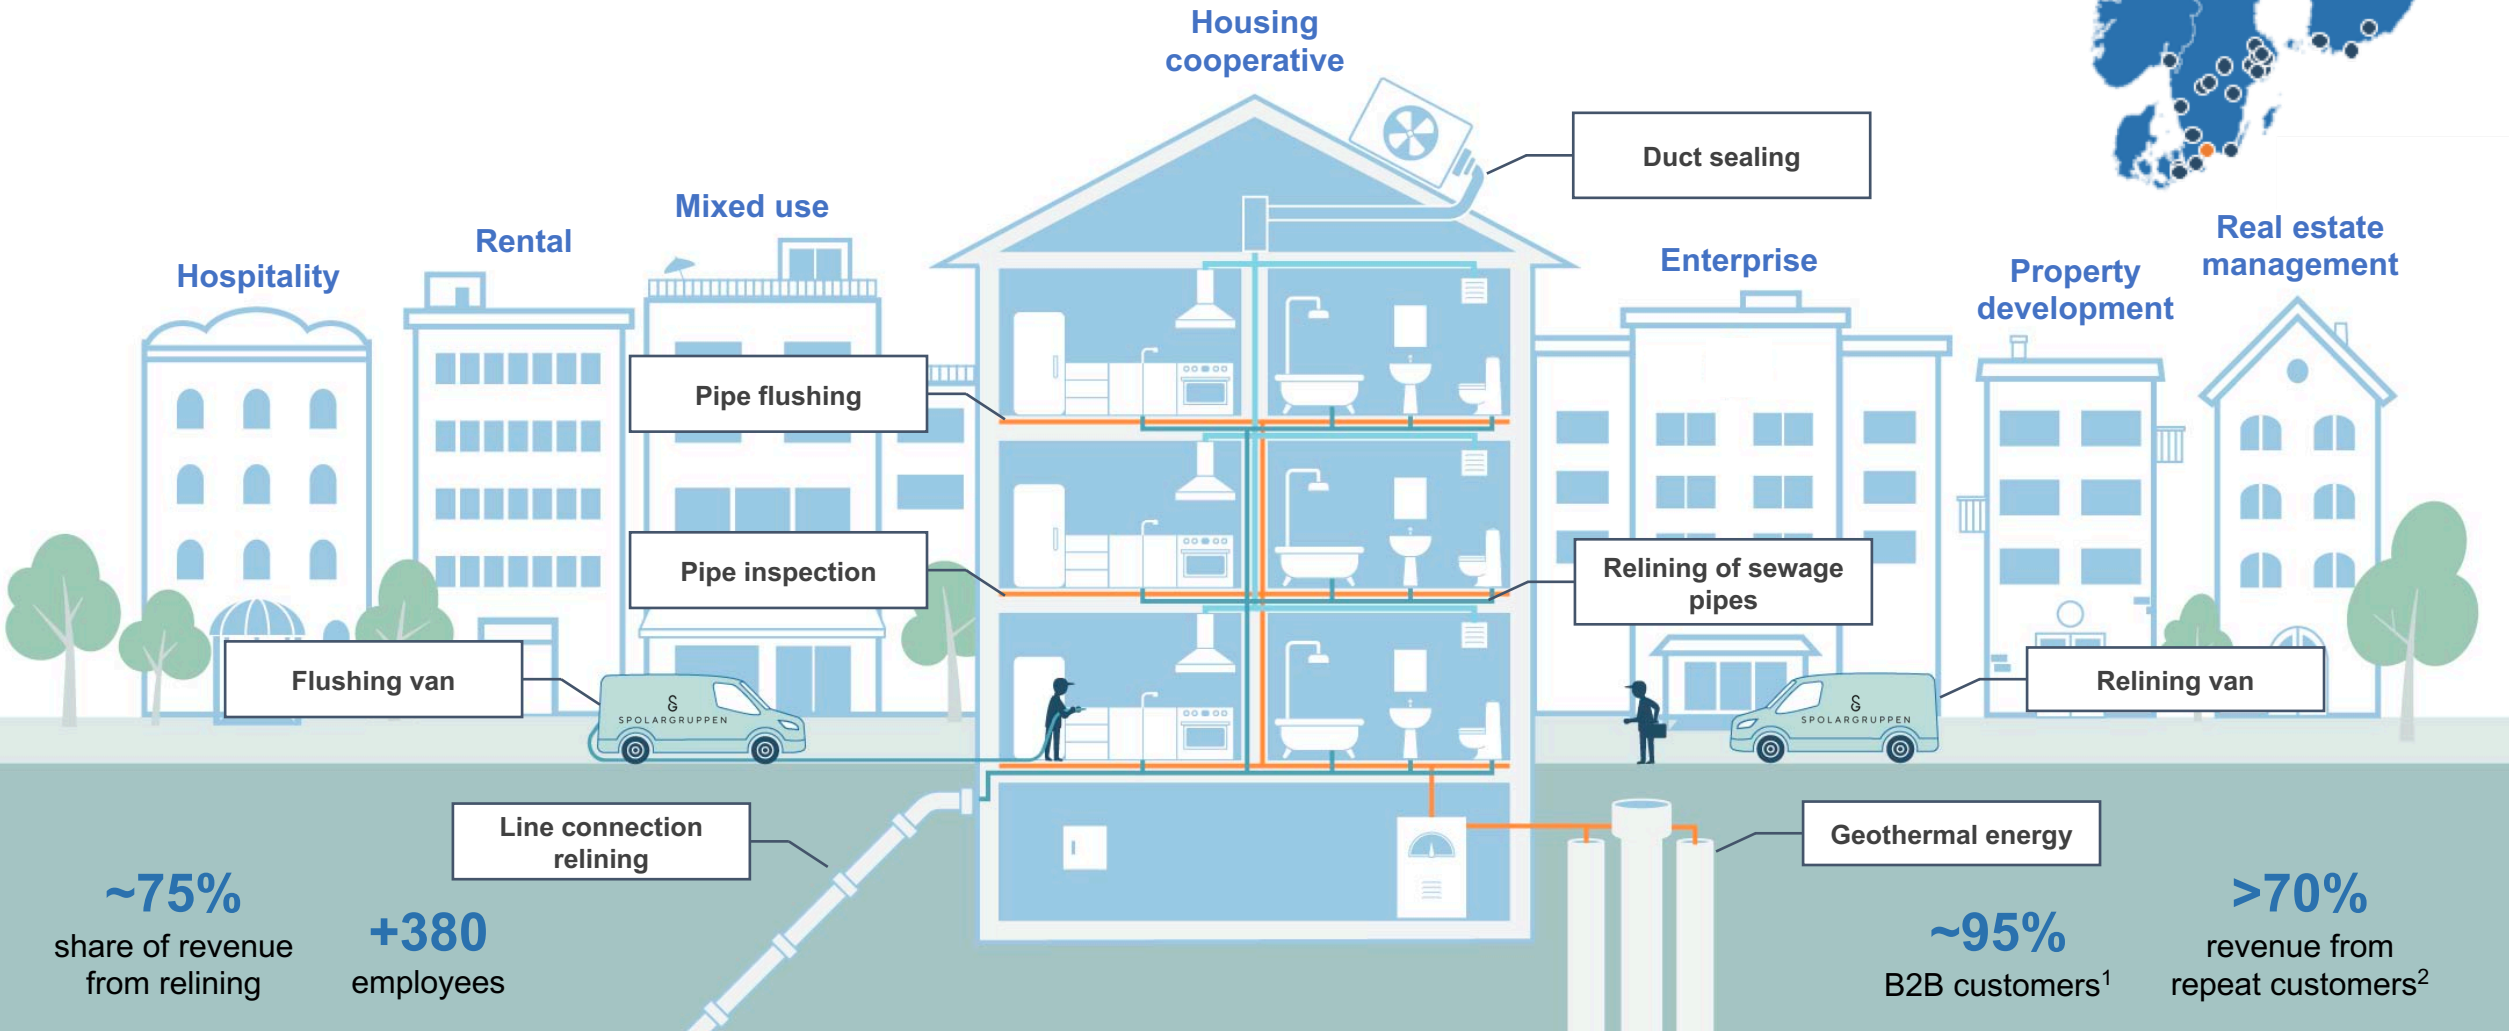 Housing
cooperative
Duct sealing
Mixed use
Rental
Hospitality
Enterprise
Property
development
Real estate
management
Pipe flushing
Pipe inspection
Relining of sewage
pipes
Flushing van
SG
SPOLARGRUPPEN
SG
SPOLARGRUPPEN
Relining van
Line connection
relining
Geothermal energy
~75%
share of revenue
from relining
+380
employees
~95%
B2B customers¹
>70%
revenue from
repeat customers²